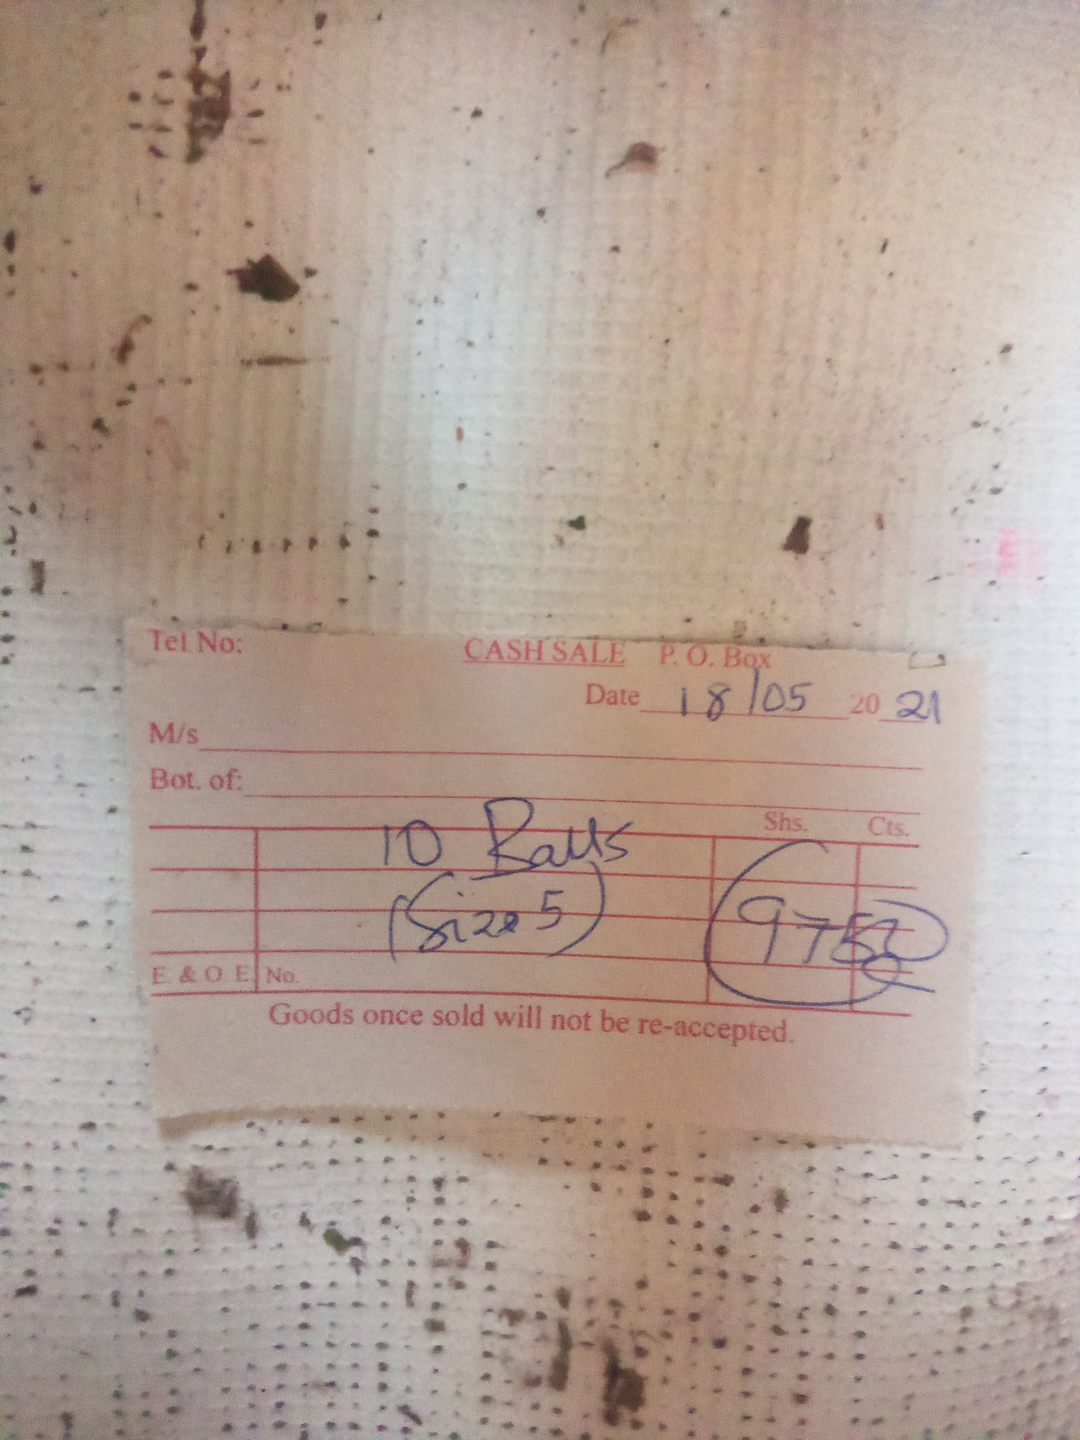 Tel No: CASH SALE P. O. Box
Date 18/05 20 21
M/s
Bot. of:
Shs. Cts.
10 Balls
(Size 5)
E. & O. E. No.
Goods once sold will not be re-accepted.